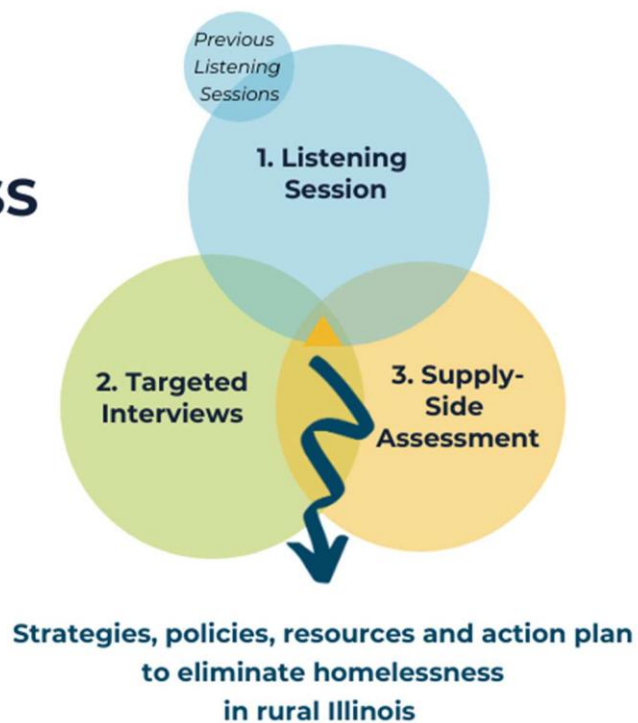 Previous
Listening
Sessions
1. Listening
Session
2. Targeted
Interviews
3. Supply-
Side
Assessment
Strategies, policies, resources and action plan
to eliminate homelessness
in rural Illinois